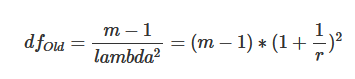 df_{Old} = \frac{m - 1}{lambda^2} = (m - 1) * (1 + \frac{1}{r})^2